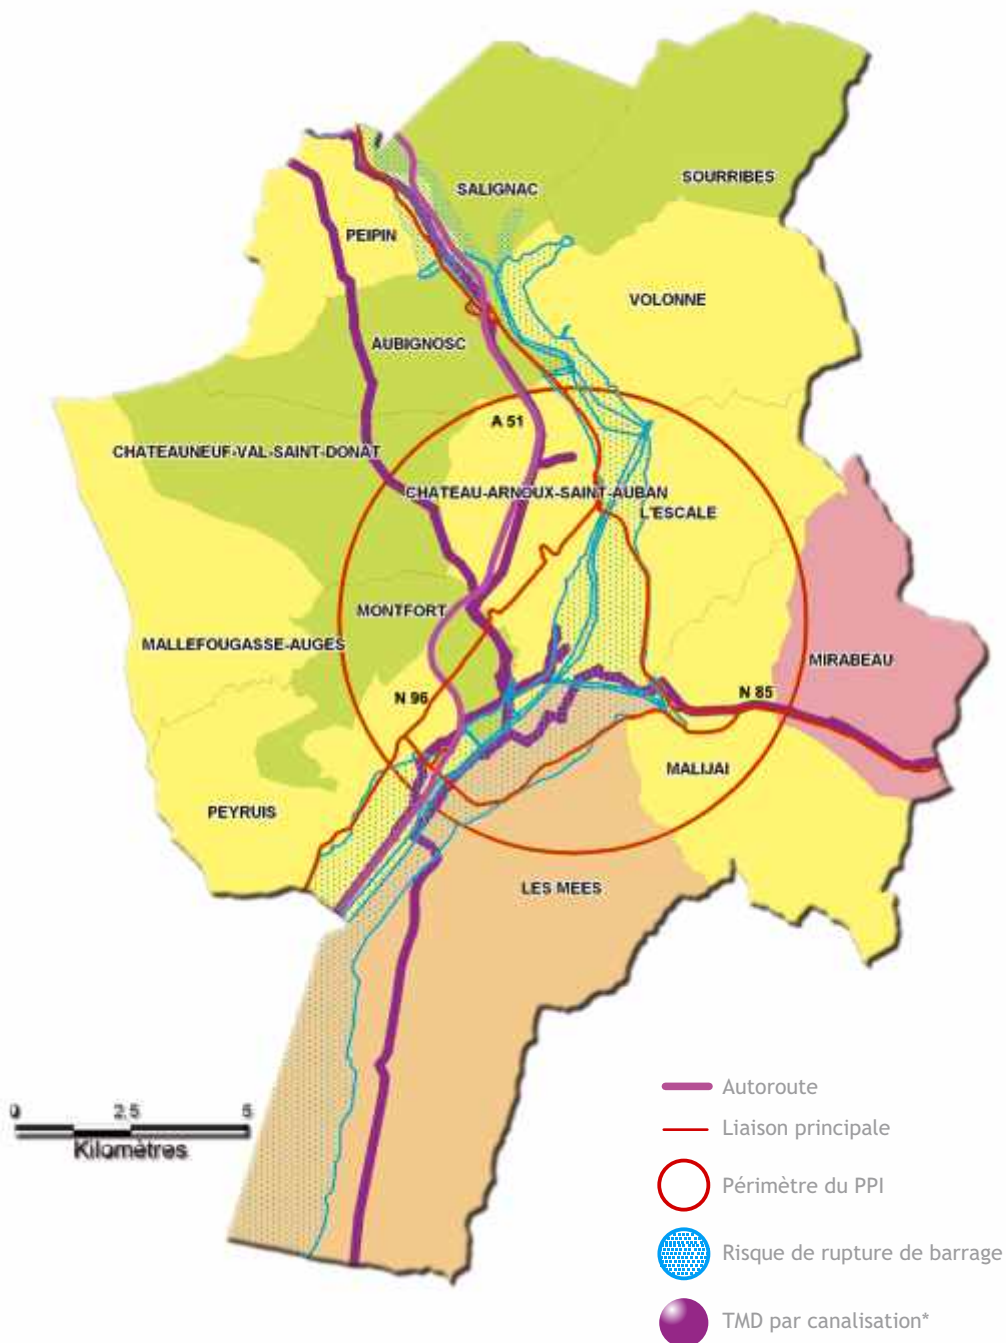 SALIGNAC
SOURRIBES
PEIPIN
VOLONNE
AUBIGNOSC
A 51
CHATEAUNEUF-VAL-SAINT-DONAT
CHATEAU-ARNOUX-SAINT-AUBAN
L'ESCALE
MONTFORT
MALLEFOUGASSE-AUGES
MIRABEAU
N 96
N 85
MALIJAI
PEYRUIS
LES MEES
0 2.5 5
Kilomètres
Autoroute
Liaison principale
Périmètre du PPI
Risque de rupture de barrage
TMD par canalisation*